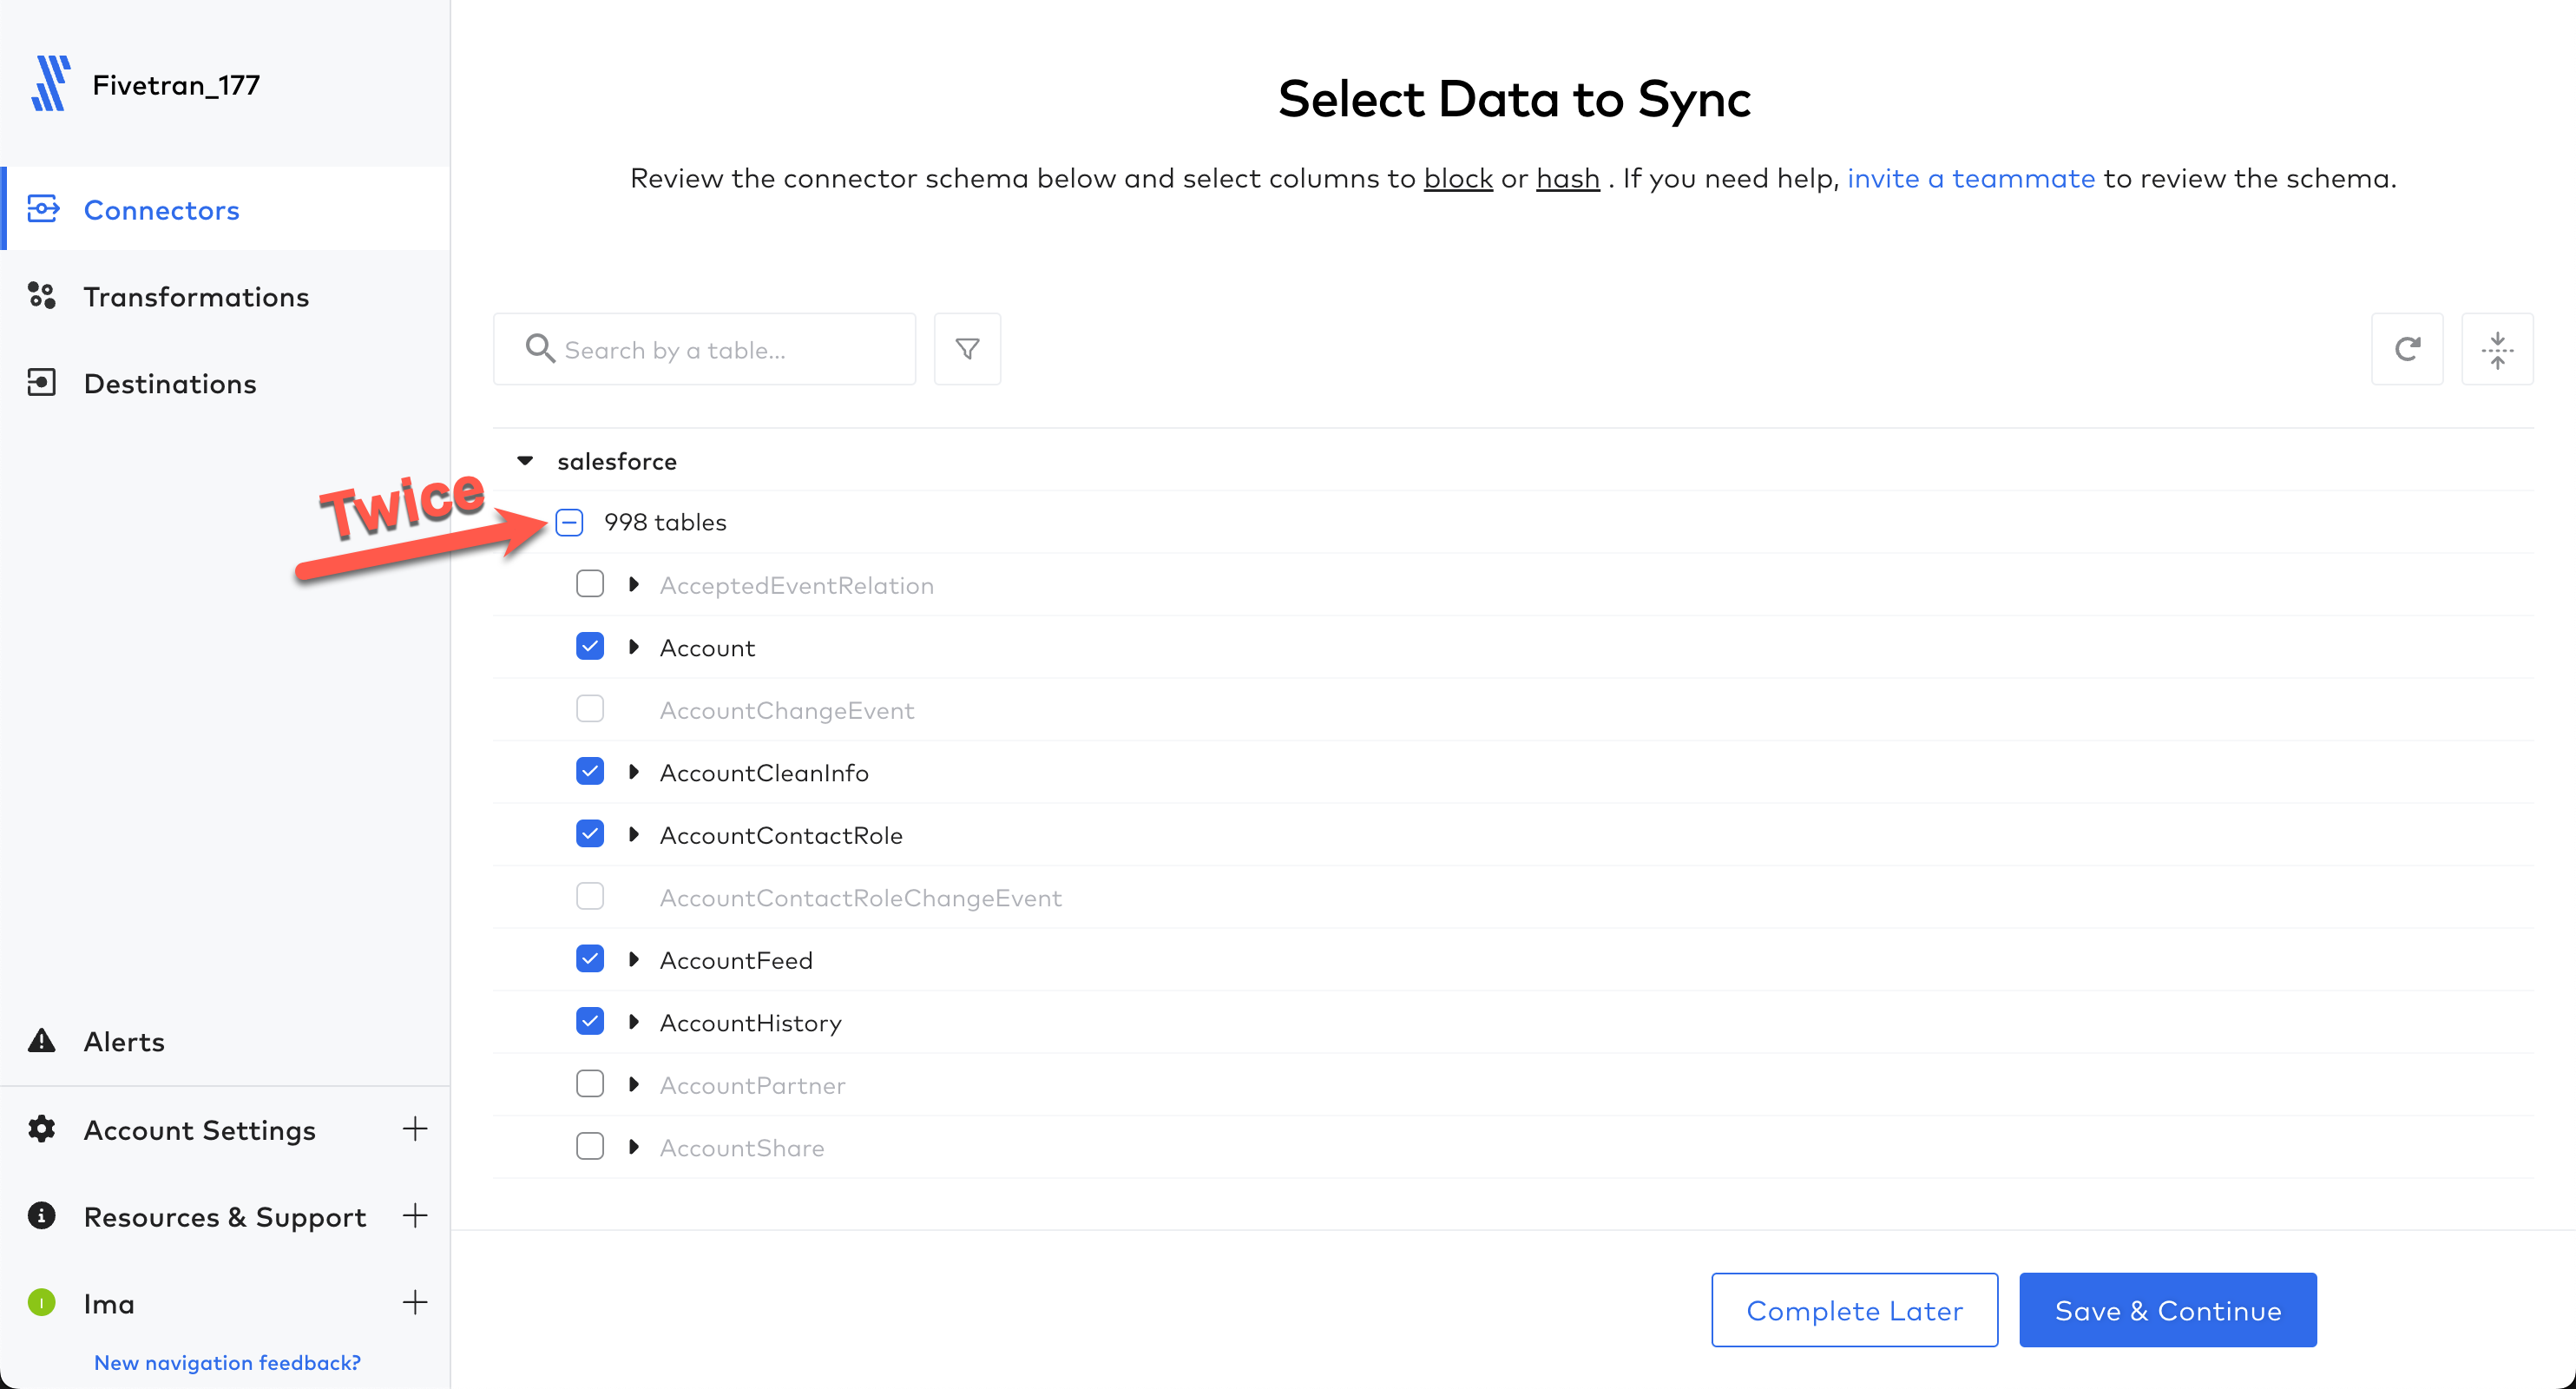 Fivetran_177
Connectors
Transformations
Destinations
Alerts
Account Settings
Resources & Support
I
Ima
New navigation feedback?
Select Data to Sync
Review the connector schema below and select columns to block or hash . If you need help, invite a teammate to review the schema.
Search by a table...
salesforce
Twice
998 tables
AcceptedEventRelation
Account
AccountChangeEvent
AccountCleanInfo
AccountContactRole
AccountContactRoleChangeEvent
AccountFeed
AccountHistory
AccountPartner
AccountShare
Complete Later
Save & Continue